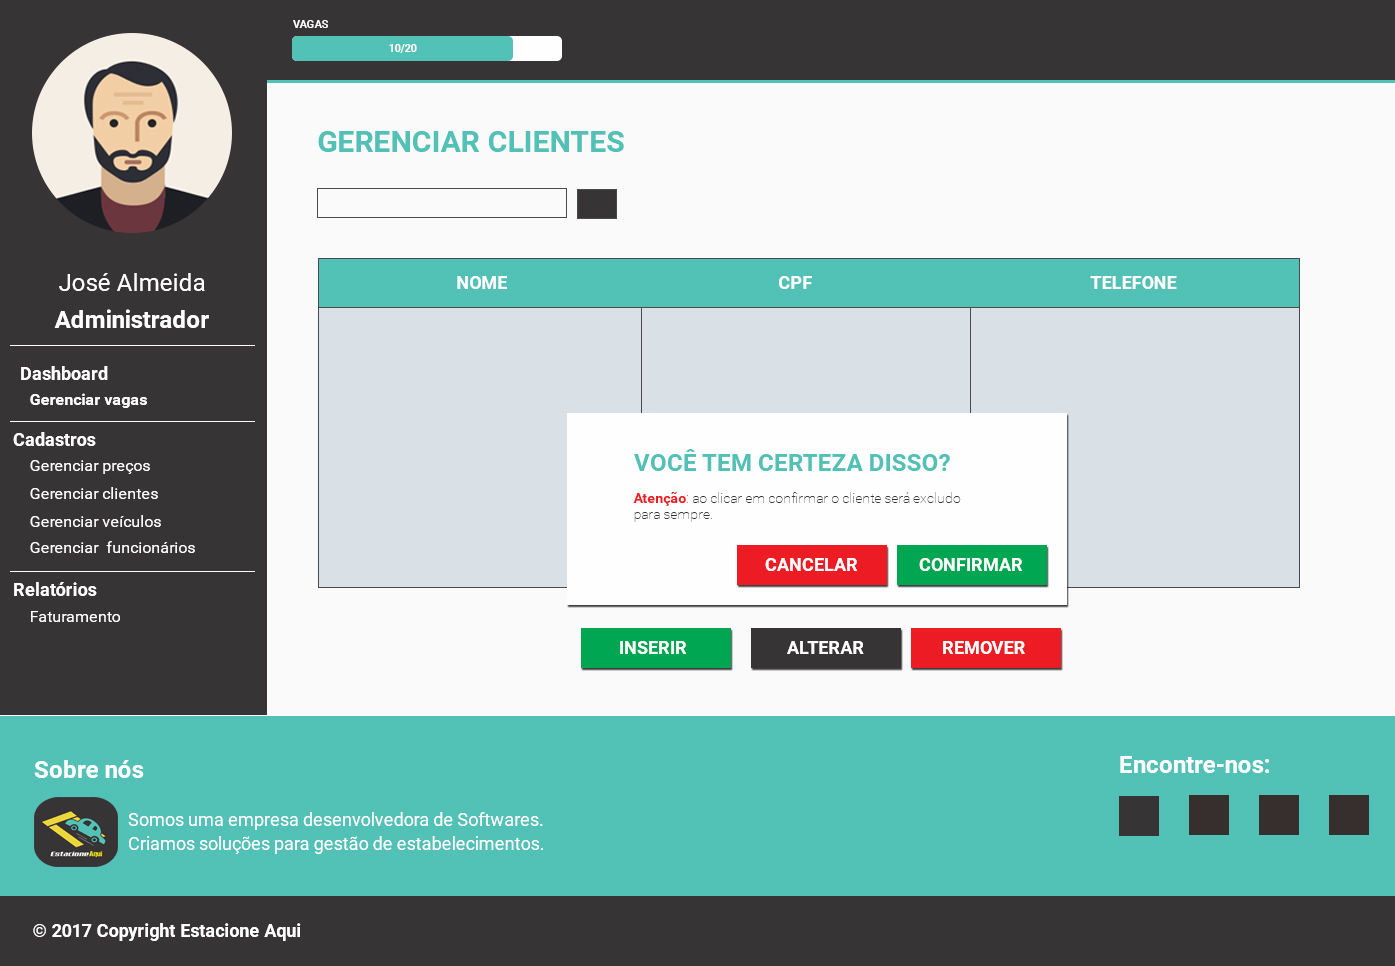 VAGAS
10/20
José Almeida
Administrador
Dashboard
Gerenciar vagas
Cadastros
Gerenciar preços
Gerenciar clientes
Gerenciar veículos
Gerenciar  funcionários
Relatórios
Faturamento
GERENCIAR CLIENTES
NOME CPF TELEFONE
VOCÊ TEM CERTEZA DISSO?
Atenção: ao clicar em confirmar o cliente será excludo
para sempre.
CANCELAR CONFIRMAR
INSERIR ALTERAR REMOVER
Sobre nós
EstacioneAqui
Somos uma empresa desenvolvedora de Softwares.
Criamos soluções para gestão de estabelecimentos.
Encontre-nos:
© 2017 Copyright Estacione Aqui